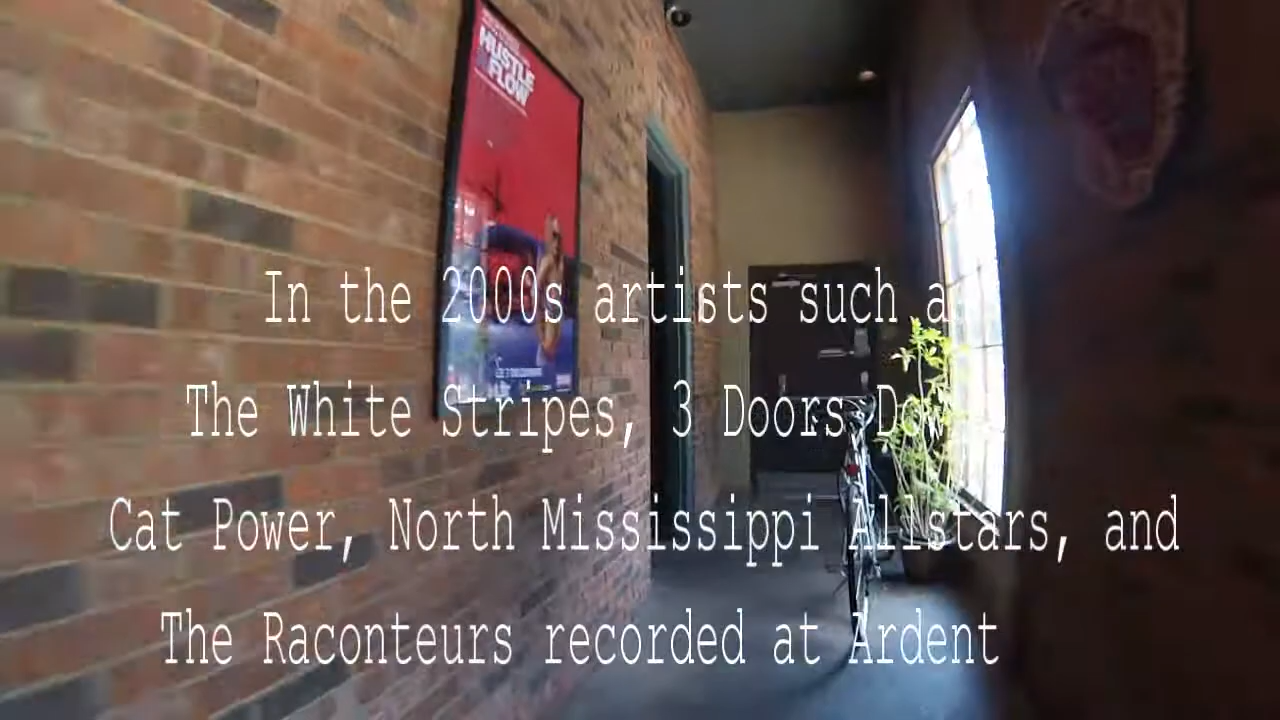 HUSTLE
& FLOW
In the 2000s artists such a
The White Stripes, 3 Doors Dow
Cat Power, North Mississippi Allstars, and
The Raconteurs recorded at Ardent